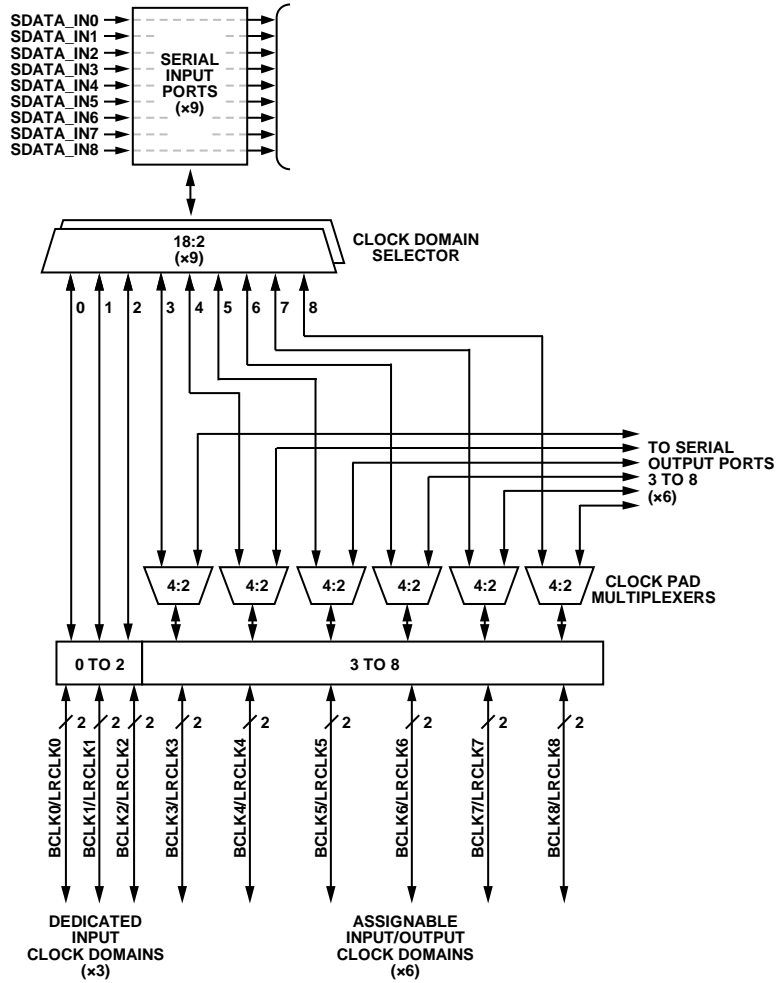 SDATA_IN0
SDATA_IN1
SDATA_IN2
SDATA_IN3
SDATA_IN4
SDATA_IN5
SDATA_IN6
SDATA_IN7
SDATA_IN8
SERIAL
INPUT
PORTS
(×9)
18:2
(×9)
CLOCK DOMAIN
SELECTOR
0 1 2 3 4 5 6 7 8
TO SERIAL
OUTPUT PORTS
3 TO 8
(×6)
4:2 4:2 4:2 4:2 4:2 4:2
CLOCK PAD
MULTIPLEXERS
0 TO 2
3 TO 8
2 2 2 2 2 2 2 2 2
BCLK0/LRCLK0
BCLK1/LRCLK1
BCLK2/LRCLK2
BCLK3/LRCLK3
BCLK4/LRCLK4
BCLK5/LRCLK5
BCLK6/LRCLK6
BCLK7/LRCLK7
BCLK8/LRCLK8
DEDICATED
INPUT
CLOCK DOMAINS
(×3)
ASSIGNABLE
INPUT/OUTPUT
CLOCK DOMAINS
(×6)